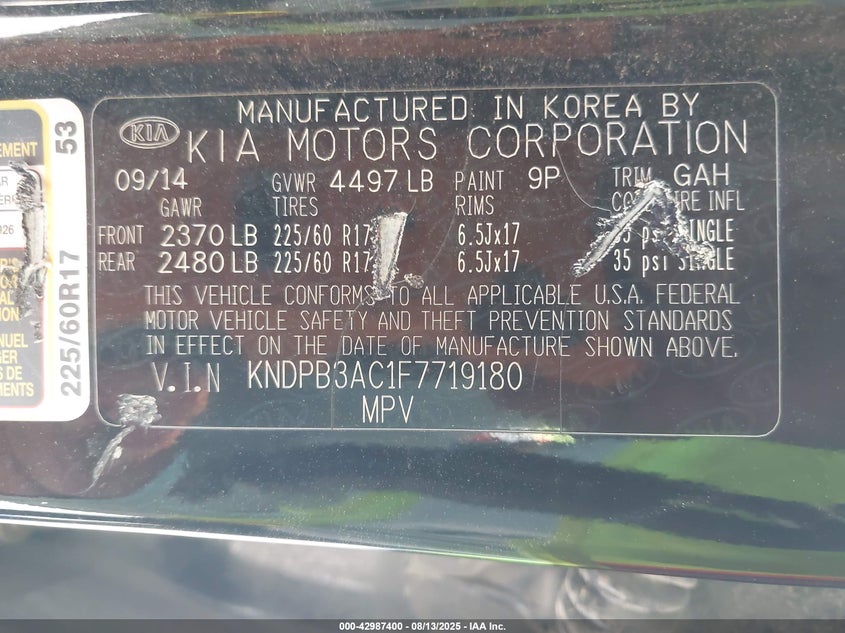 MANUFACTURED IN KOREA BY
KIA KIA MOTORS CORPORATION
09/14 GVWR 4497 LB PAINT 9P TRIM GAH
GAWR TIRES RIMS INFL
FRONT 2370 LB 225/60 R17 6.5Jx17 psi
REAR 2480 LB 225/60 R17 6.5Jx17 35 psi SINGLE
THIS VEHICLE CONFORMS TO ALL APPLICABLE U.S.A. FEDERAL
MOTOR VEHICLE SAFETY AND THEFT PREVENTION STANDARDS
IN EFFECT ON THE DATE OF MANUFACTURE SHOWN ABOVE.
V.I.N KNDPB3AC1F7719180
MPV
225/60R17 53
000-42987400 - 08/13/2025 - IAA Inc.